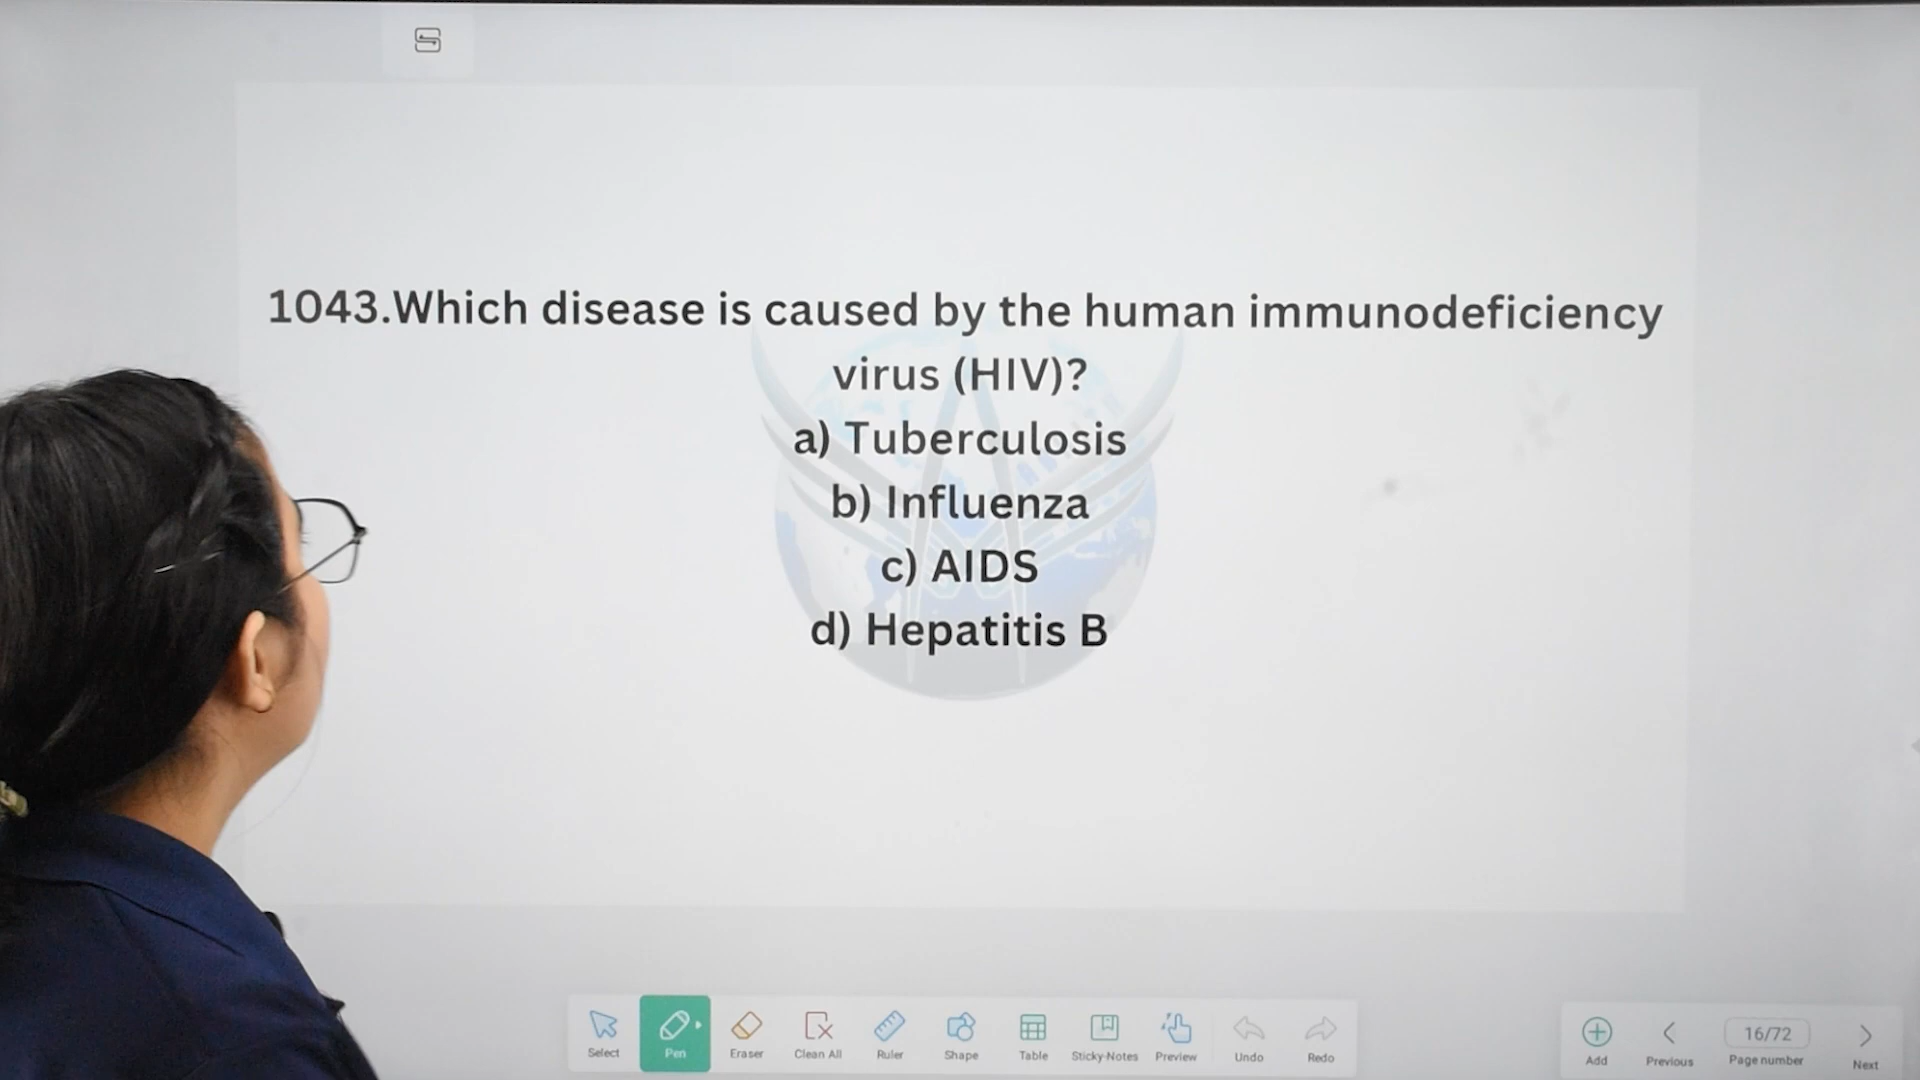 1043.Which disease is caused by the human immunodeficiency
virus (HIV)?
a) Tuberculosis
b) Influenza
c) AIDS
d) Hepatitis B
Select Pen Eraser Clean All Ruler Shape Table Sticky-Notes Preview Undo Redo
Add Previous 16/72 Page number Next